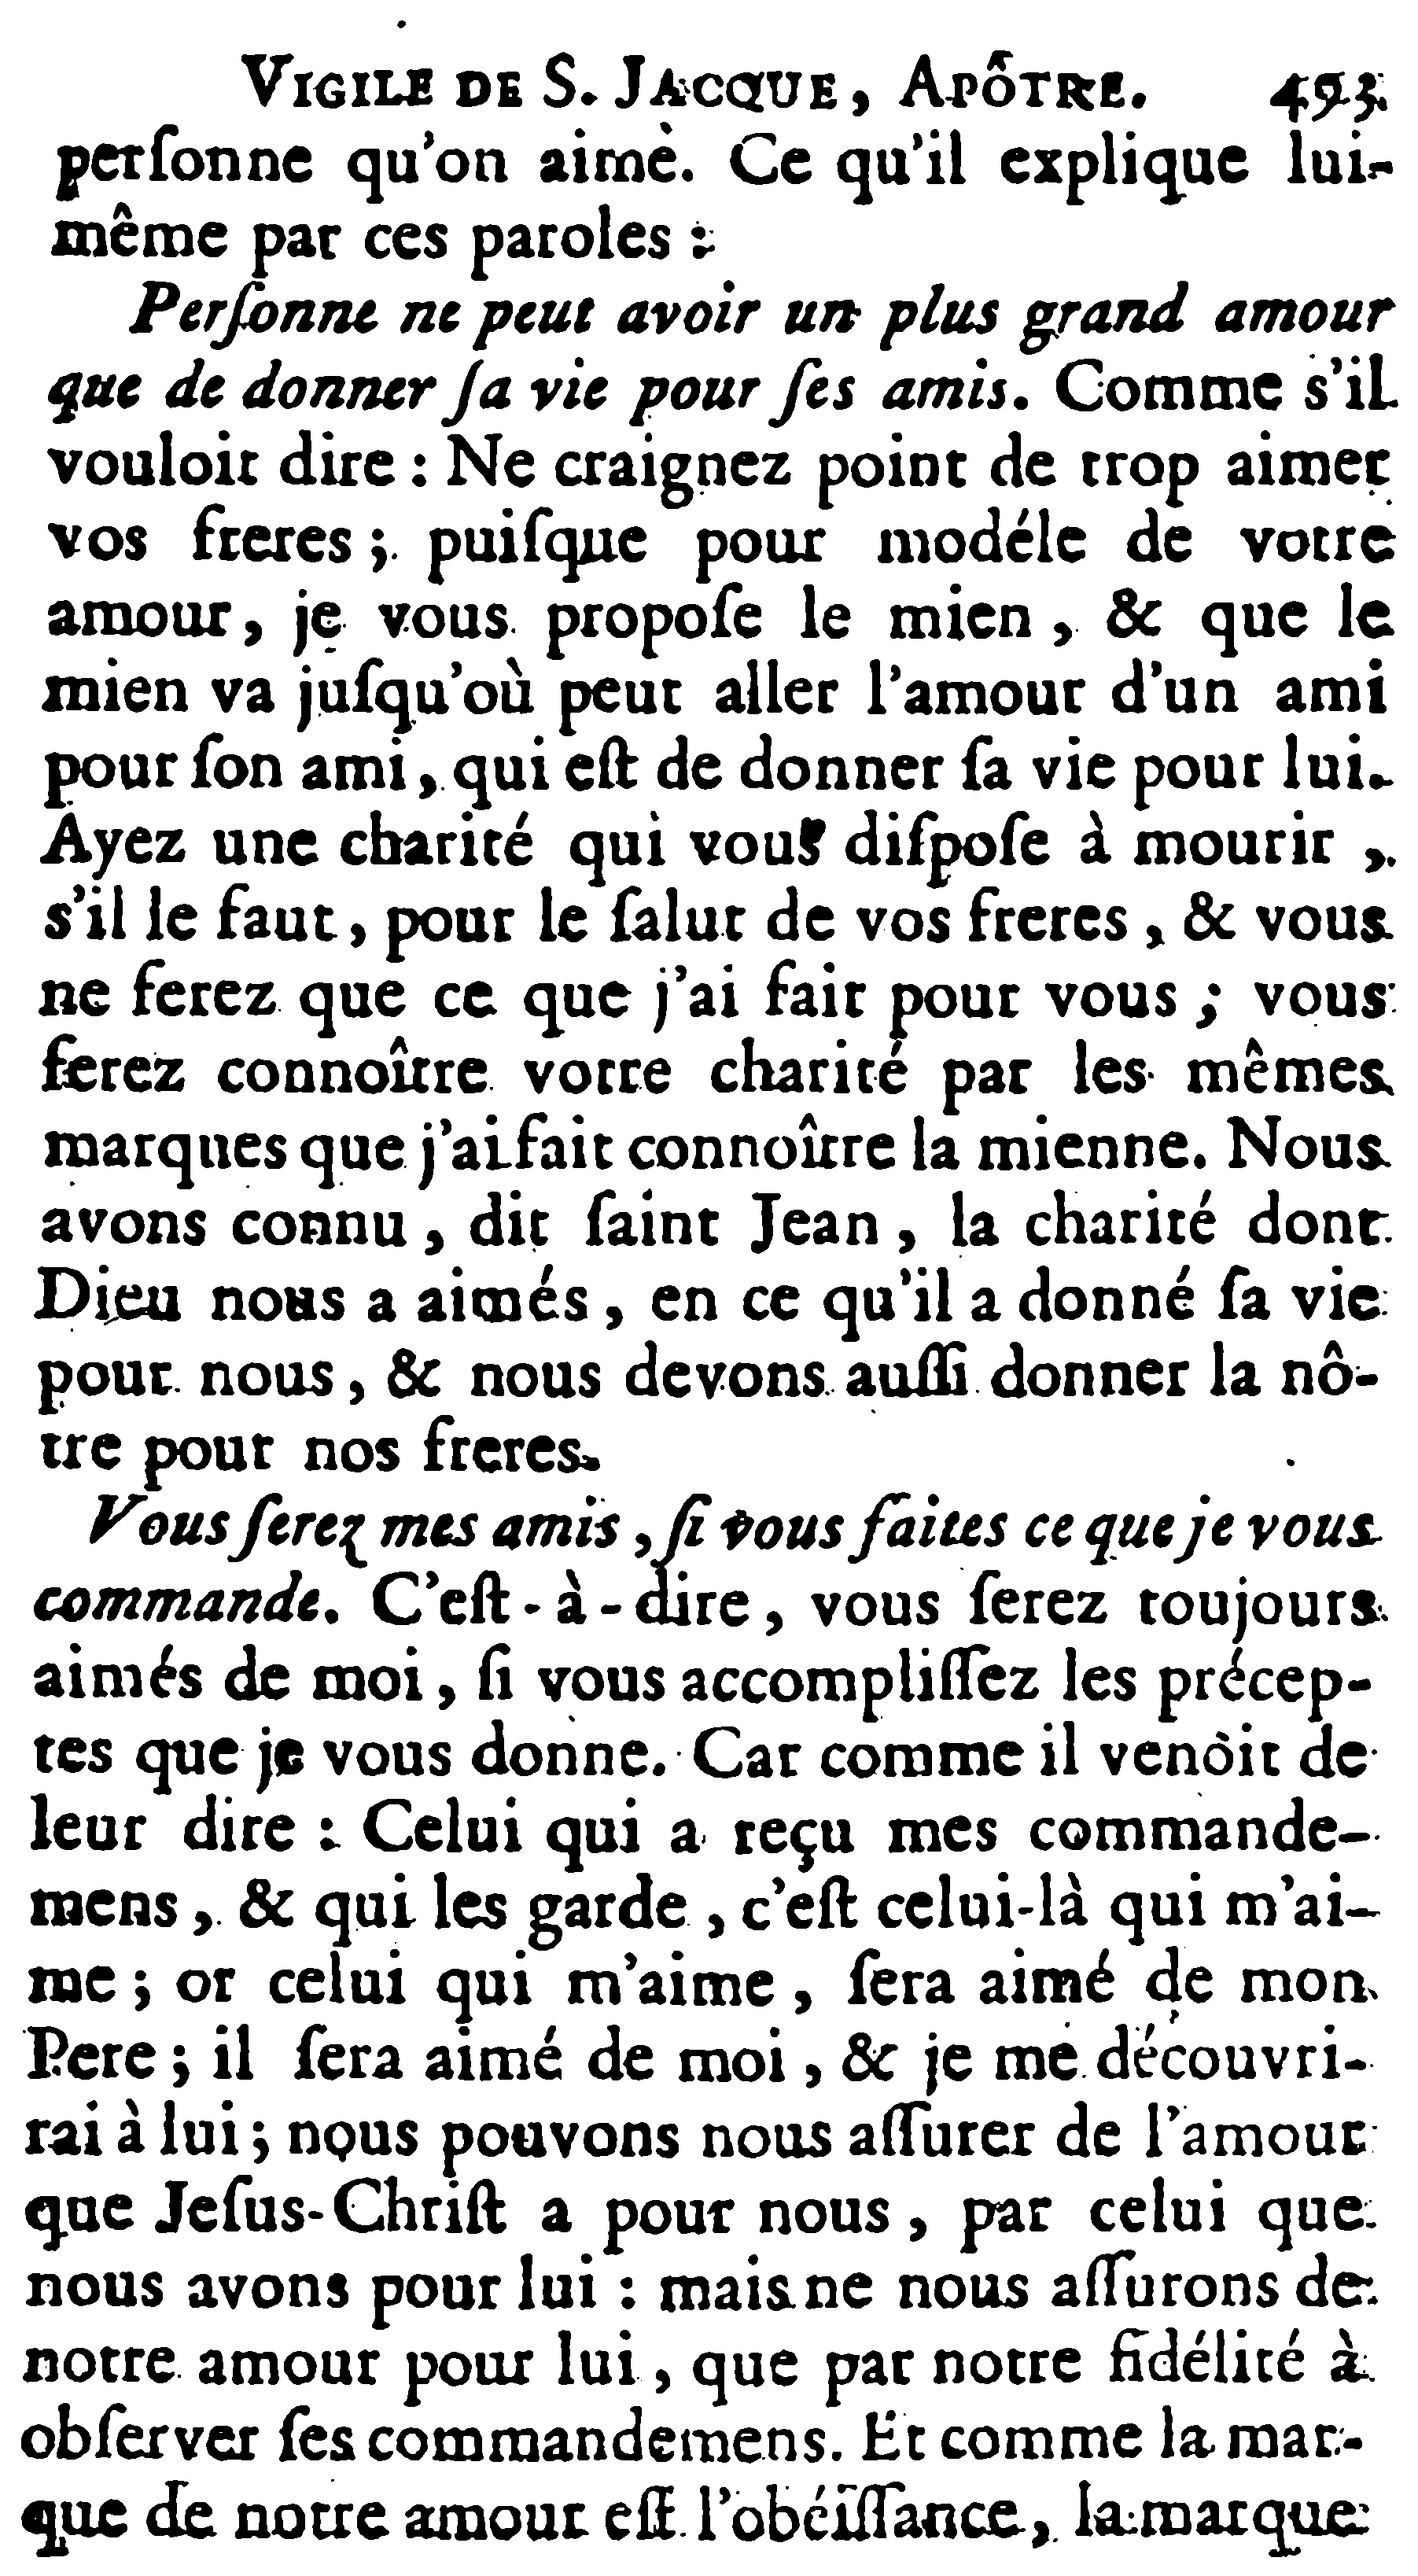 VIGILE DE S. JACQUE, APÔTRE. 493
perſonne qu'on aime. Ce qu'il explique lui-
même par ces paroles :
Perſonne ne peut avoir un plus grand amour
que de donner ſa vie pour ſes amis. Comme s'il
vouloit dire : Ne craignez point de trop aimer
vos freres ; puiſque pour modéle de votre
amour, je vous propoſe le mien, & que le
mien va juſqu'où peut aller l'amour d'un ami
pour ſon ami, qui eſt de donner ſa vie pour lui.
Ayez une charité qui vous diſpoſe à mourir,
s'il le faut, pour le ſalut de vos freres, & vous
ne ferez que ce que j'ai fait pour vous ; vous
ferez connoître votre charité par les mêmes
marques que j'ai fait connoître la mienne. Nous
avons connu, dit ſaint Jean, la charité dont
Dieu nous a aimés, en ce qu'il a donné ſa vie
pour nous, & nous devons auſſi donner la nô-
tre pour nos freres.
Vous ſerez mes amis, ſi vous faites ce que je vous
commande. C'eſt-à-dire, vous ſerez toujours
aimés de moi, ſi vous accompliſſez les précep-
tes que je vous donne. Car comme il venoit de
leur dire : Celui qui a reçu mes commande-
mens, & qui les garde, c'eſt celui-là qui m'ai-
me ; or celui qui m'aime, ſera aimé de mon
Pere ; il ſera aimé de moi, & je me découvri-
rai à lui ; nous pouvons nous aſſurer de l'amour
que Jeſus-Chriſt a pour nous, par celui que
nous avons pour lui : mais ne nous aſſurons de
notre amour pour lui, que par notre fidélité à
obſerver ſes commandemens. Et comme la mar-
que de notre amour eſt l'obéiſſance, la marque